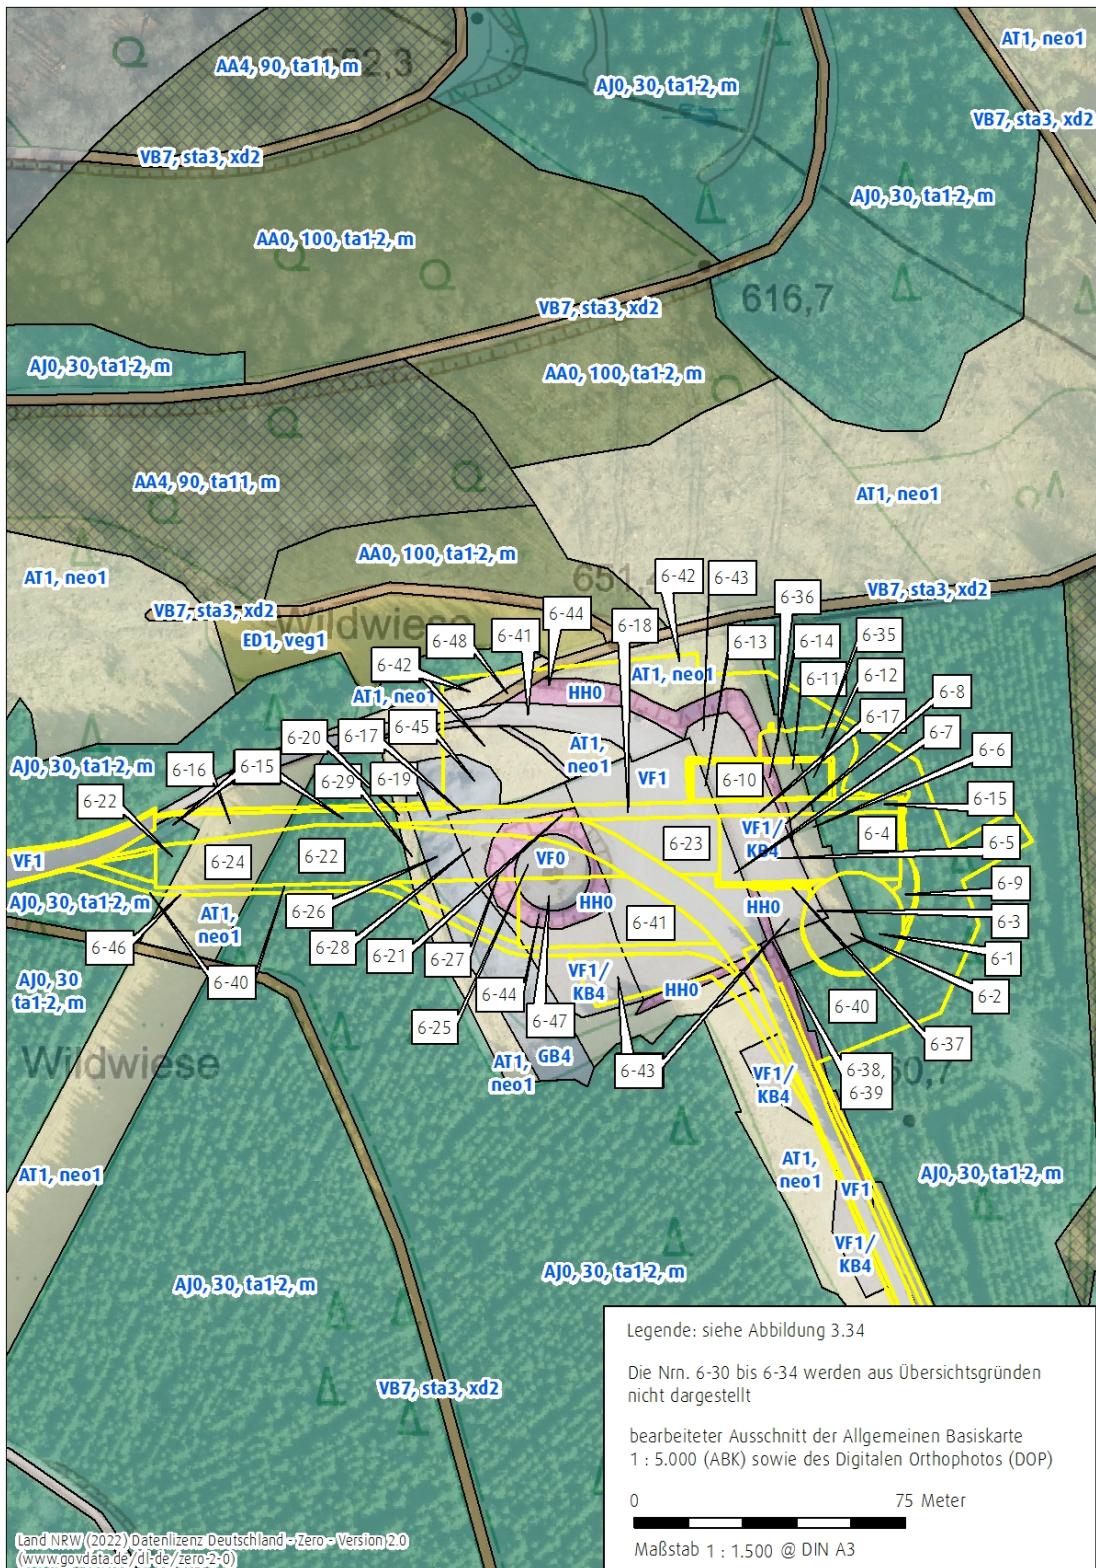 AT1, neo1
602,3
AA4, 90, ta11, m
AJ0, 30, ta1-2, m
VB7, sta3, xd2
VB7, sta3, xd2
AJ0, 30, ta1-2, m
AA0, 100, ta1-2, m
616,7
VB7, sta3, xd2
AJ0, 30, ta1-2, m
AA0, 100, ta1-2, m
AA4, 90, ta11, m
AT1, neo1
AA0, 100, ta1-2, m
AT1, neo1
6-42
6-43
VB7, sta3, xd2
6-36
VB7, sta3, xd2
6-44
6-18
Wildwiese
ED1, veg1
6-48
6-41
6-13
6-14
6-35
6-42
AT1, neo1
AT1, neo1
HH0
6-11
6-12
6-8
6-45
6-17
6-20
6-17
6-7
AT1,
neo1
AJ0, 30, ta1-2, m
6-16
6-15
6-29
6-19
VF1
6-10
6-6
6-22
6-15
VF1/
KB4
6-4
6-5
VF1
6-24
6-22
VF0
6-23
6-9
AJ0, 30, ta1-2, m
AT1,
neo1
6-26
HH0
HH0
6-3
6-46
6-28
6-21
6-27
6-41
6-1
AJ0, 30
ta1-2, m
6-40
6-44
VF1/
KB4
HH0
6-2
6-25
6-47
6-40
6-37
Wildwiese
AT1,
neo1
GB4
6-43
VF1/
KB4
6-38,
6-39
60,7
AT1, neo1
AT1,
neo1
VF1
AJ0, 30, ta1-2, m
VF1/
KB4
AJ0, 30, ta1-2, m
AJ0, 30, ta1-2, m
VB7, sta3, xd2
Legende: siehe Abbildung 3.34
Die Nrn. 6-30 bis 6-34 werden aus Übersichtsgründen
nicht dargestellt
bearbeiteter Ausschnitt der Allgemeinen Basiskarte
1 : 5.000 (ABK) sowie des Digitalen Orthophotos (DOP)
0 75 Meter
Maßstab 1 : 1.500 @ DIN A3
Land NRW (2022) Datenlizenz Deutschland - Zero - Version 2.0
(www.govdata.de/dl-de/zero-2-0)